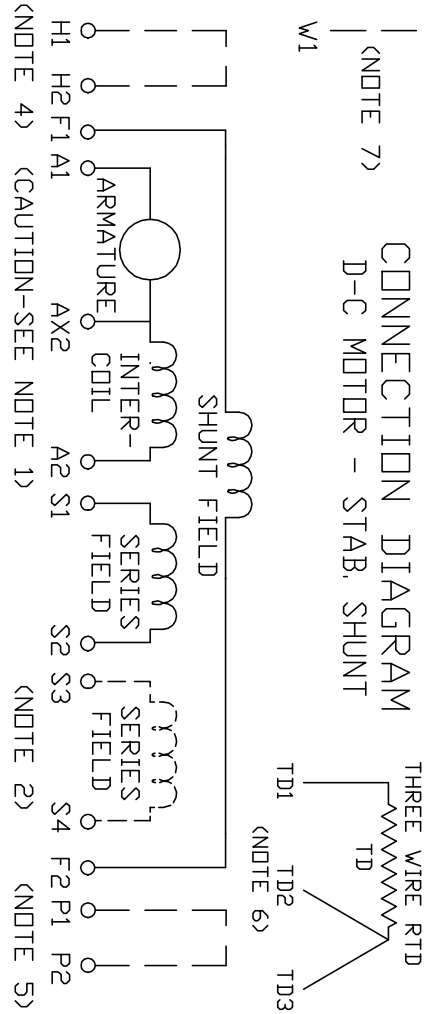 CONNECTION DIAGRAM
D-C MOTOR - STAB. SHUNT
W1
(NOTE 7)
THREE WIRE RTD
TD
TD1
TD2
TD3
(NOTE 6)
SHUNT FIELD
ARMATURE
INTER-
COIL
SERIES
FIELD
SERIES
FIELD
H1
H2
F1
A1
AX2
A2
S1
S2
S3
S4
F2
P1
P2
(NOTE 4)
(CAUTION-SEE NOTE 1)
(NOTE 2)
(NOTE 5)